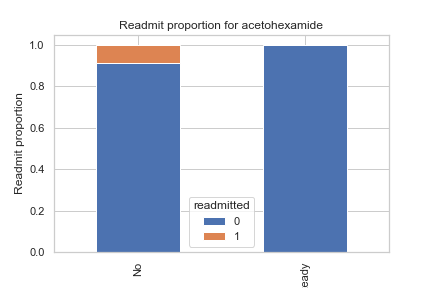 Readmit proportion for acetohexamide
Readmit proportion
1.0
0.8
0.6
0.4
0.2
0.0
readmitted
0
1
No
eady